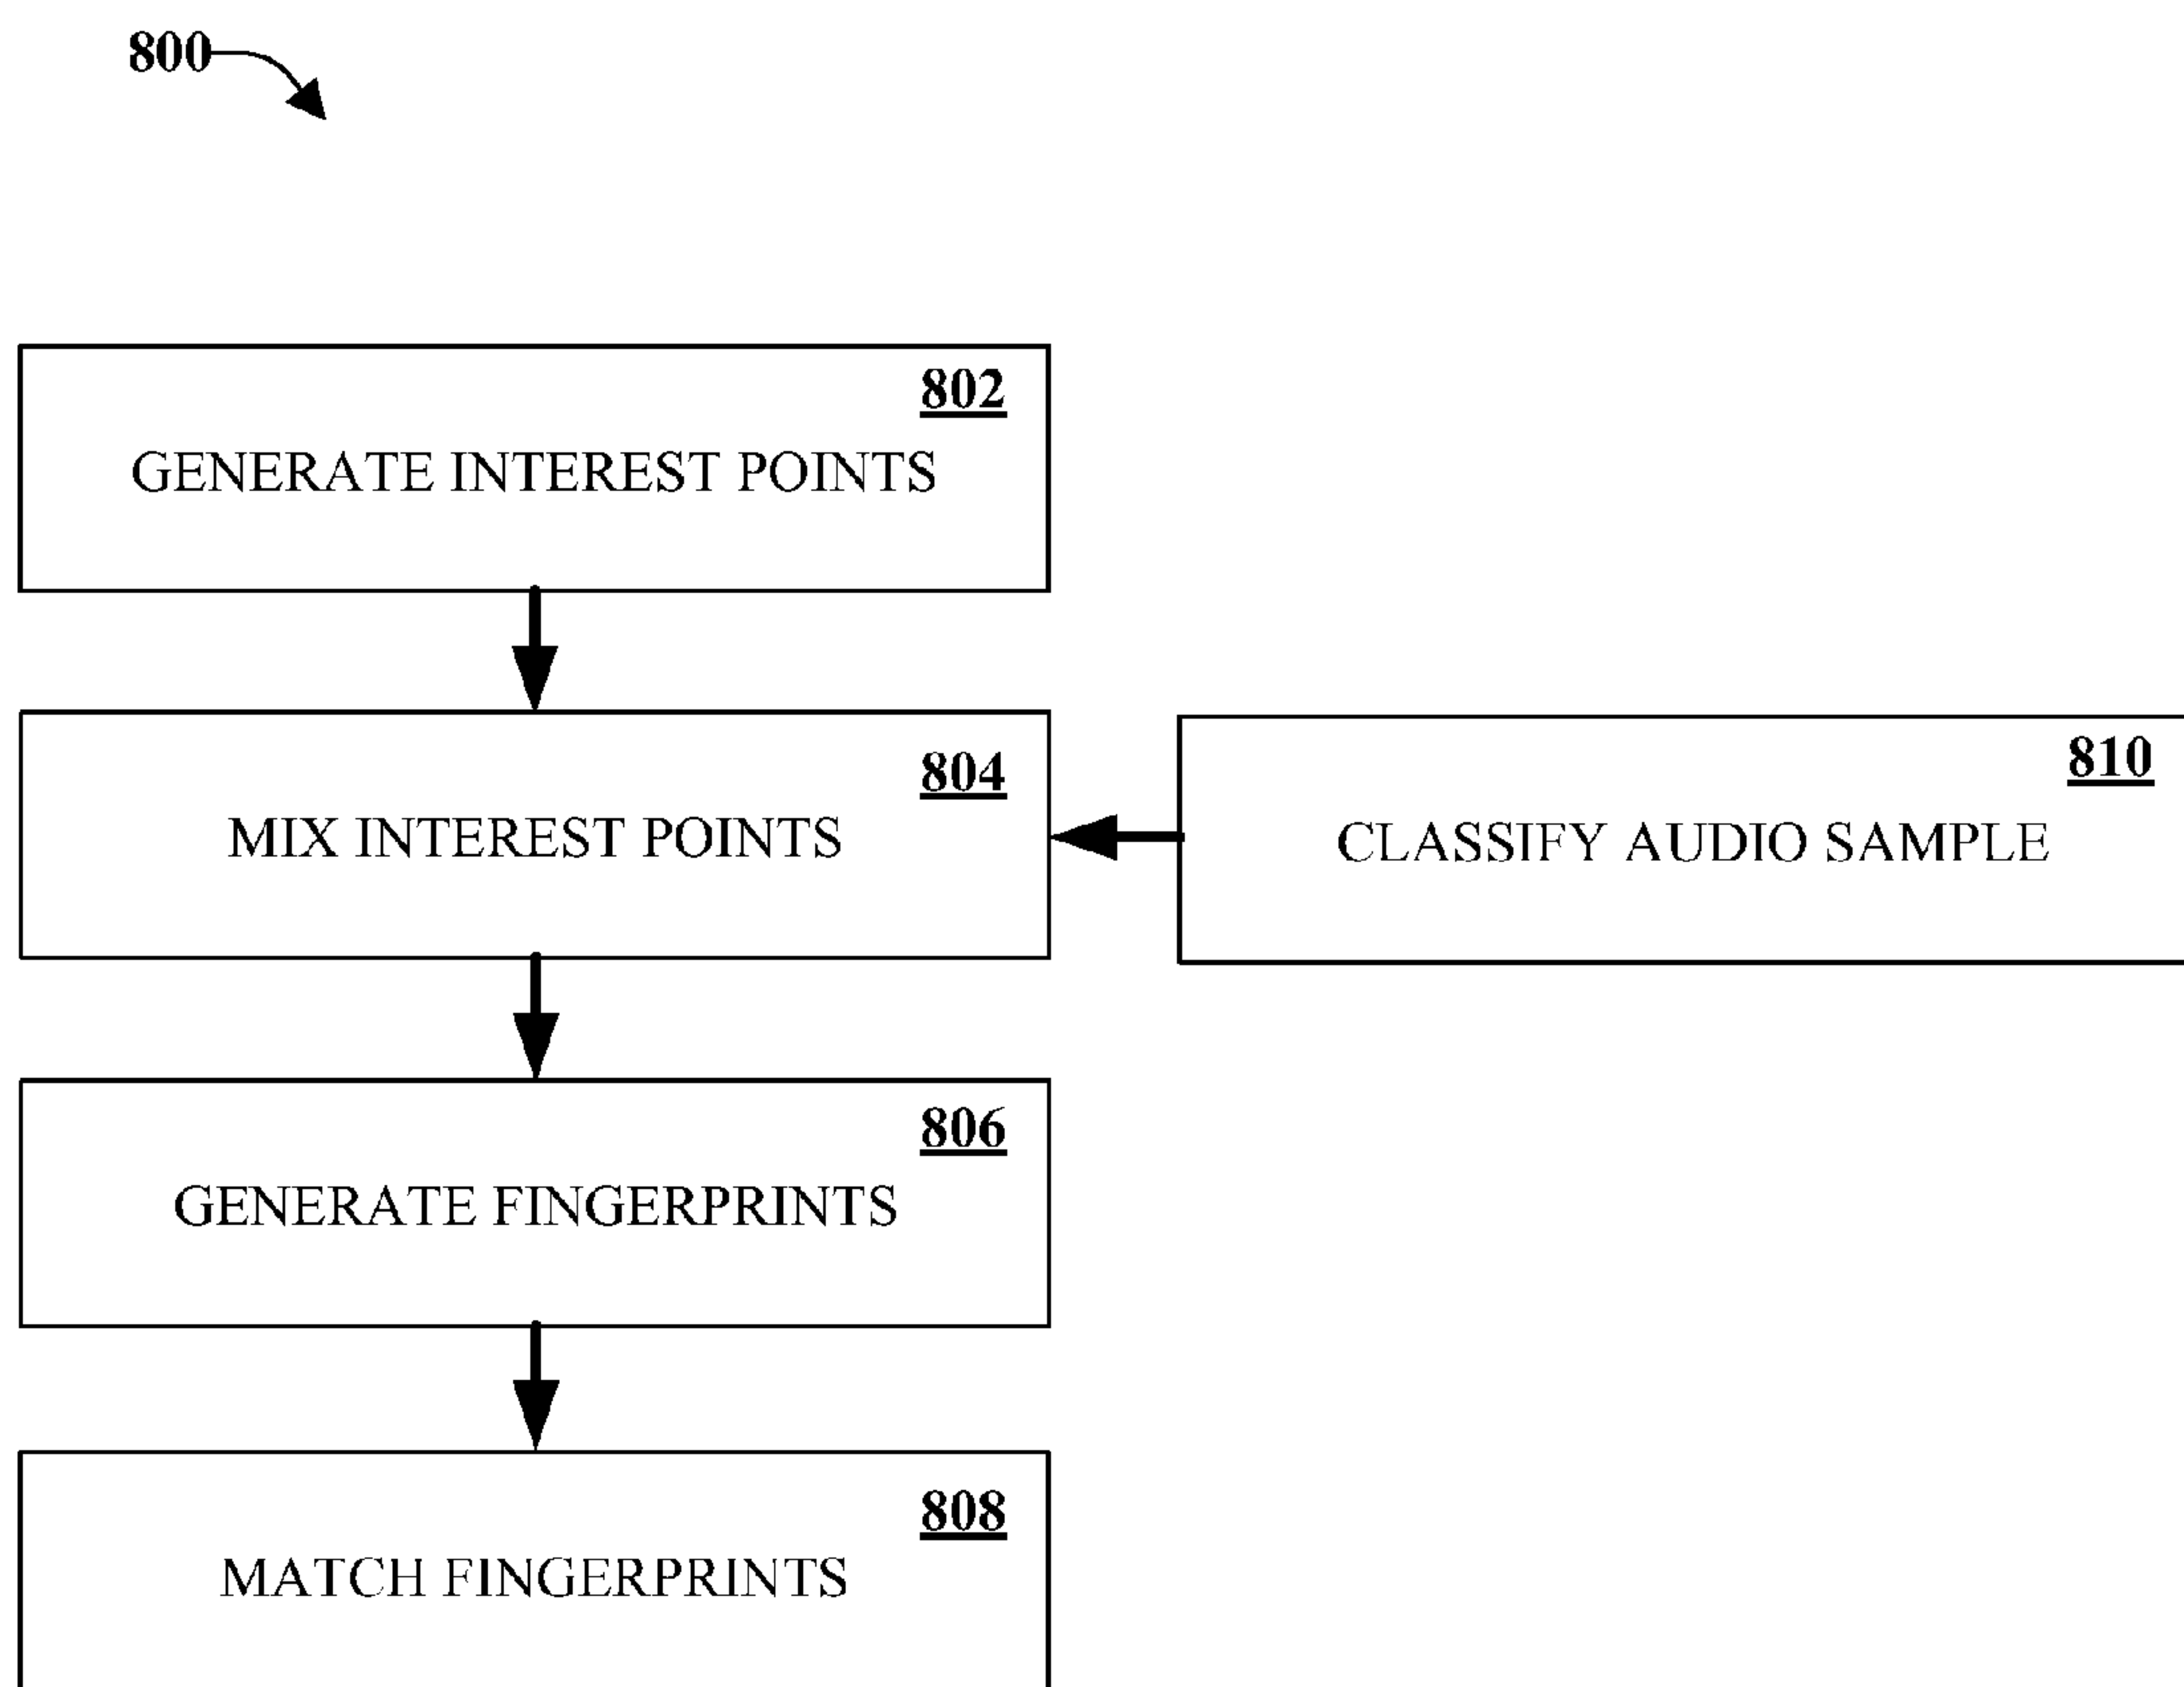 800
802
GENERATE INTEREST POINTS
804
MIX INTEREST POINTS
810
CLASSIFY AUDIO SAMPLE
806
GENERATE FINGERPRINTS
808
MATCH FINGERPRINTS